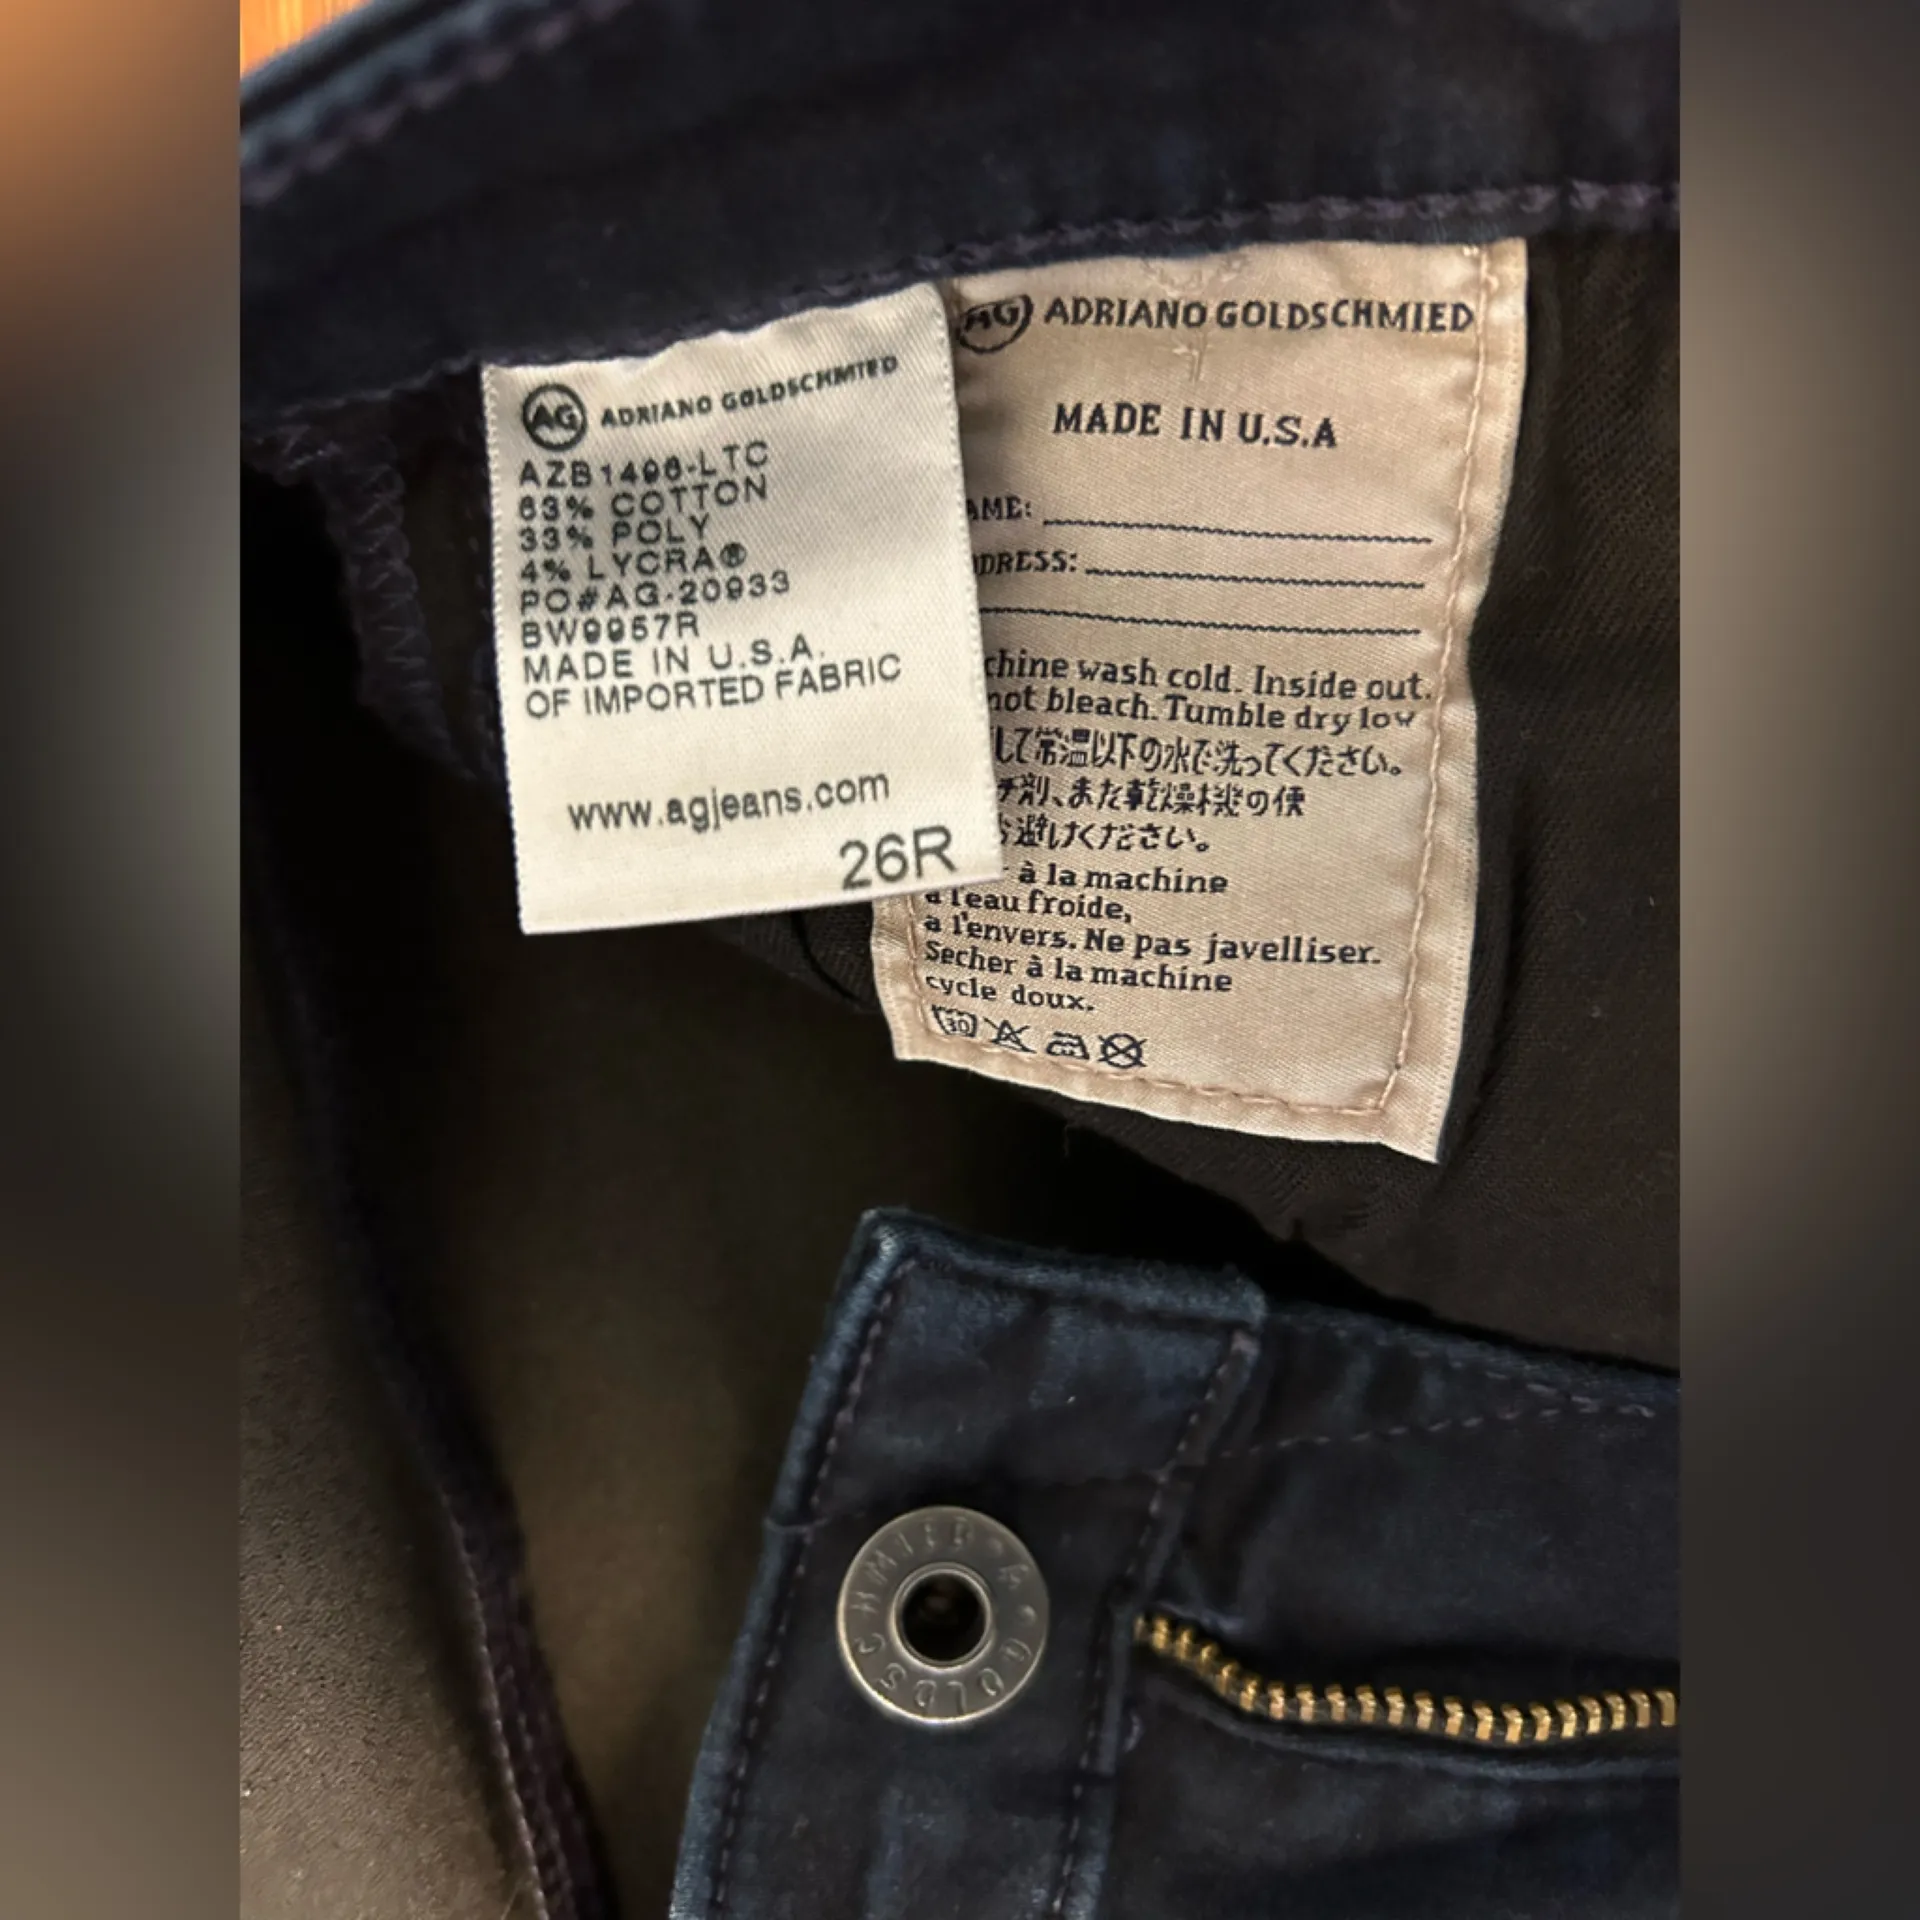 AG ADRIANO GOLDSCHMIED
AZB1496-LTC
63% COTTON
33% POLY
4% LYCRA®
PO#AG-20933
BW9957R
MADE IN U.S.A.
OF IMPORTED FABRIC
www.agjeans.com
26R
AG ADRIANO GOLDSCHMIED
MADE IN U.S.A
AME:
DRESS:
chine wash cold. Inside out.
not bleach. Tumble dry low
して常温以下の水で洗ってください。
チ剤、また乾燥機の使
避けください。
à la machine
a l'eau froide,
a l'envers. Ne pas javelliser.
Secher à la machine
cycle doux.
30
GOLDSCHMIED · A ·